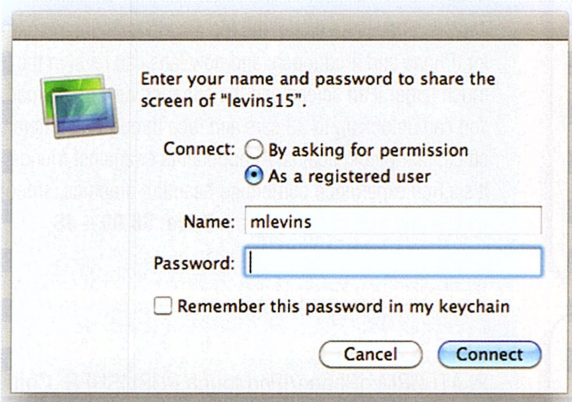 Enter your name and password to share the
screen of “levins15”.
Connect: By asking for permission
As a registered user
Name: mlevins
Password:
Remember this password in my keychain
Cancel Connect